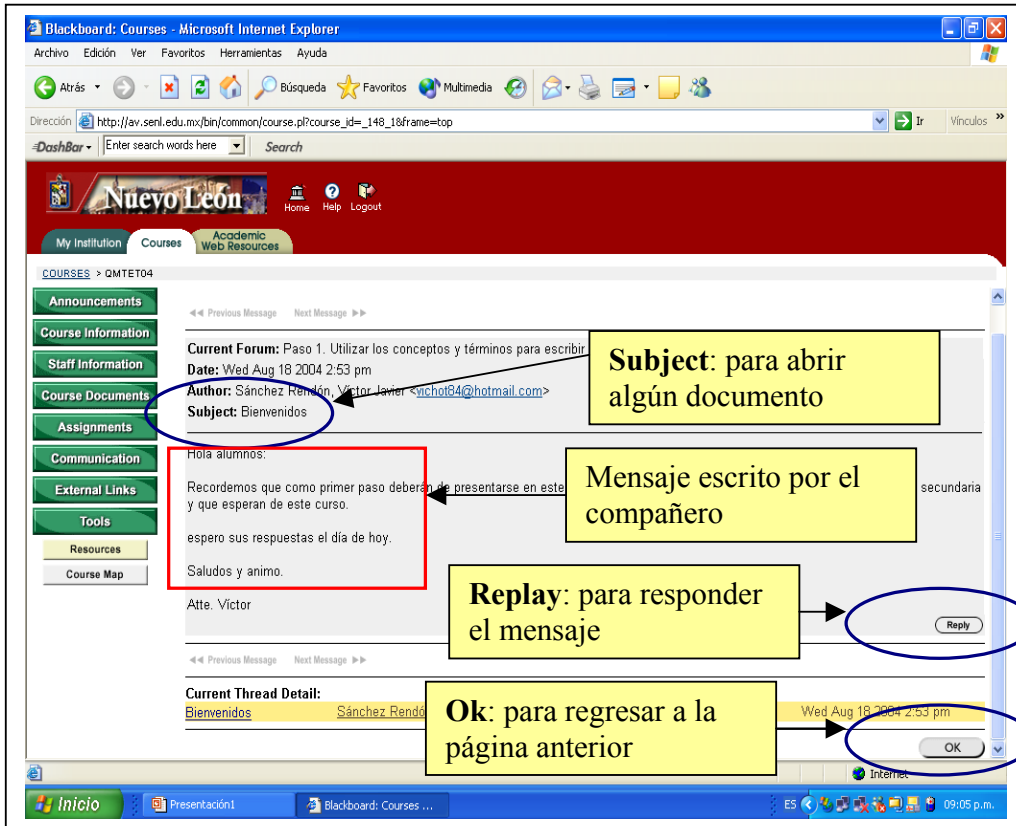 Blackboard: Courses - Microsoft Internet Explorer
Archivo Edición Ver Favoritos Herramientas Ayuda
Atrás Búsqueda Favoritos Multimedia
Dirección http://av.senl.edu.mx/bin/common/course.pl?course_id=_148_1&frame=top Ir Vínculos »
DashBar Enter search words here Search
Nuevo León Home Help Logout
My Institution Courses Academic Web Resources
COURSES > QMTET04
Announcements
Course Information
Staff Information
Course Documents
Assignments
Communication
External Links
Tools
Resources
Course Map
Previous Message Next Message
Current Forum: Paso 1. Utilizar los conceptos y términos para escribir
Date: Wed Aug 18 2004 2:53 pm
Author: Sánchez Rendón, Víctor Javier <vichot84@hotmail.com>
Subject: Bienvenidos
Subject: para abrir
algún documento
Hola alumnos:
Recordemos que como primer paso deberán de presentarse en este secundaria
y que esperan de este curso.
espero sus respuestas el día de hoy.
Saludos y animo.
Atte. Víctor
Mensaje escrito por el
compañero
Replay: para responder
el mensaje
Reply
Previous Message Next Message
Current Thread Detail:
Bienvenidos Sánchez Rendó Wed Aug 18 2004 2:53 pm
Ok: para regresar a la
página anterior
OK
Internet
Inicio Presentación1 Blackboard: Courses ... ES 09:05 p.m.